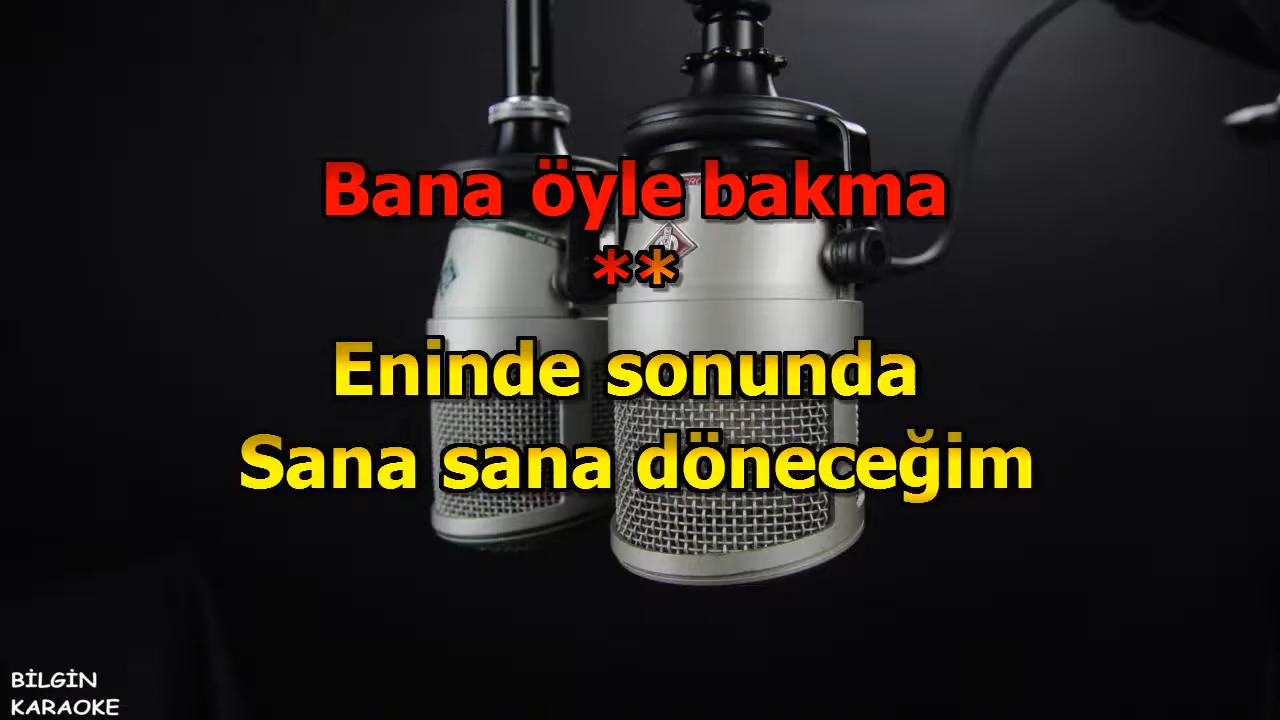 Bana öyle bakma
**
Eninde sonunda
Sana sana döneceğim
BİLGİN
KARAOKE